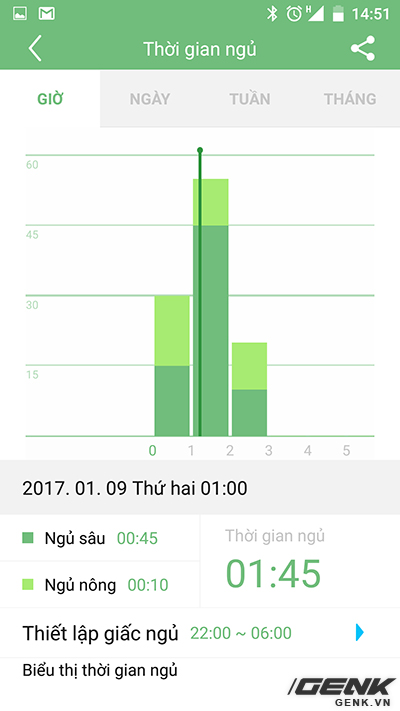 14:51
H
Thời gian ngủ
GIỜ NGÀY TUẦN THÁNG
60
45
30
15
0 1 2 3 4 5
2017. 01. 09 Thứ hai 01:00
Ngủ sâu 00:45
Ngủ nông 00:10
Thời gian ngủ
01:45
Thiết lập giấc ngủ 22:00 ~ 06:00
Biểu thị thời gian ngủ
GENK
GENK.VN